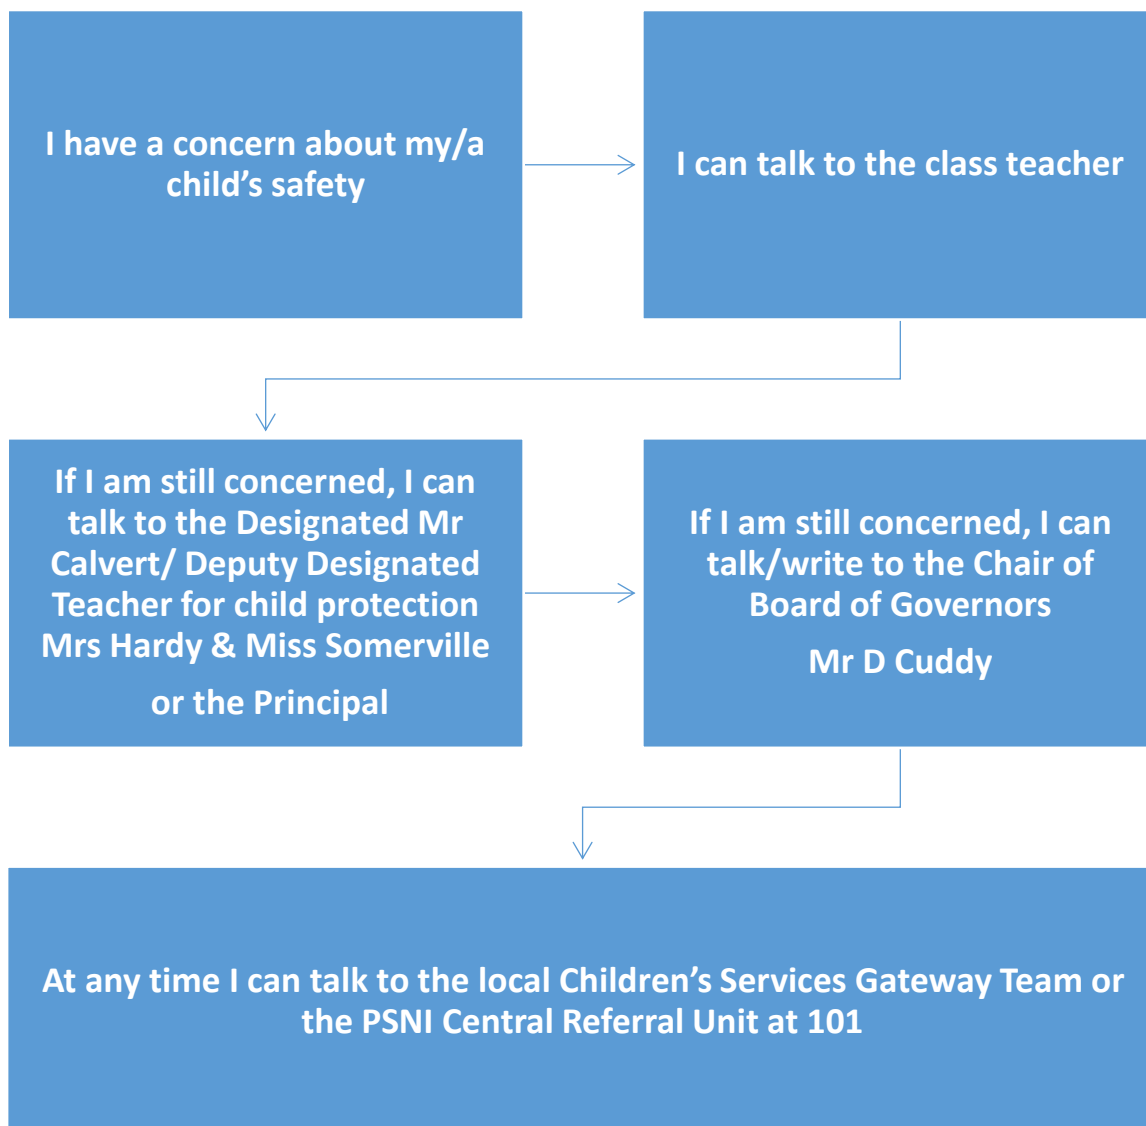 I have a concern about my/a
child’s safety
I can talk to the class teacher
If I am still concerned, I can
talk to the Designated Mr
Calvert/ Deputy Designated
Teacher for child protection
Mrs Hardy & Miss Somerville
or the Principal
If I am still concerned, I can
talk/write to the Chair of
Board of Governors
Mr D Cuddy
At any time I can talk to the local Children’s Services Gateway Team or
the PSNI Central Referral Unit at 101